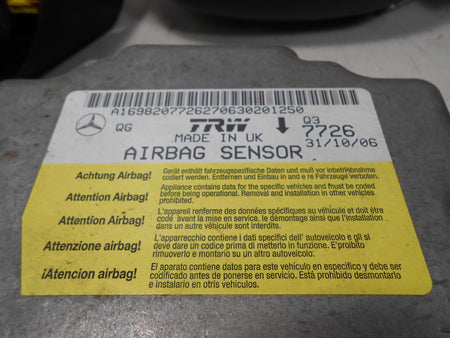 A1698207726270630201250
QG TRW Q3
MADE IN UK 7726
AIRBAG SENSOR 31/10/06
Achtung Airbag! Gerät enthält fahrzeugspezifische Daten und muß vor Inbetriebnahme
codiert werden. Entfernen und Einbau in and re Fahrzeuge verboten.
Attention Airbag! Appliance contains data for the specific vehicles and must be coded
before being operational. Removal and installation in other vehicles
prohibited.
Attention Airbag! L'appareil renferme des données spécifiques au véhicule et doit être
codé avant la mise en service. le démontage ainsi que l'installation
dans un autre véhicule sont interdits.
Attenzione airbag! L'apparecchio contiene i dati specifici dell' autoveicolo e gli si
deve dare un codice prima di metterlo in funzione. E'proibito
rimuoverlo e montarlo su un altro autoveicolo.
¡Atencion airbag! El aparato contiene datos para este vehículo en específico y debe ser
codificado antes de ponerse en servicio. Está prohibido desmontarlo
e instalarlo en otris vehículos.